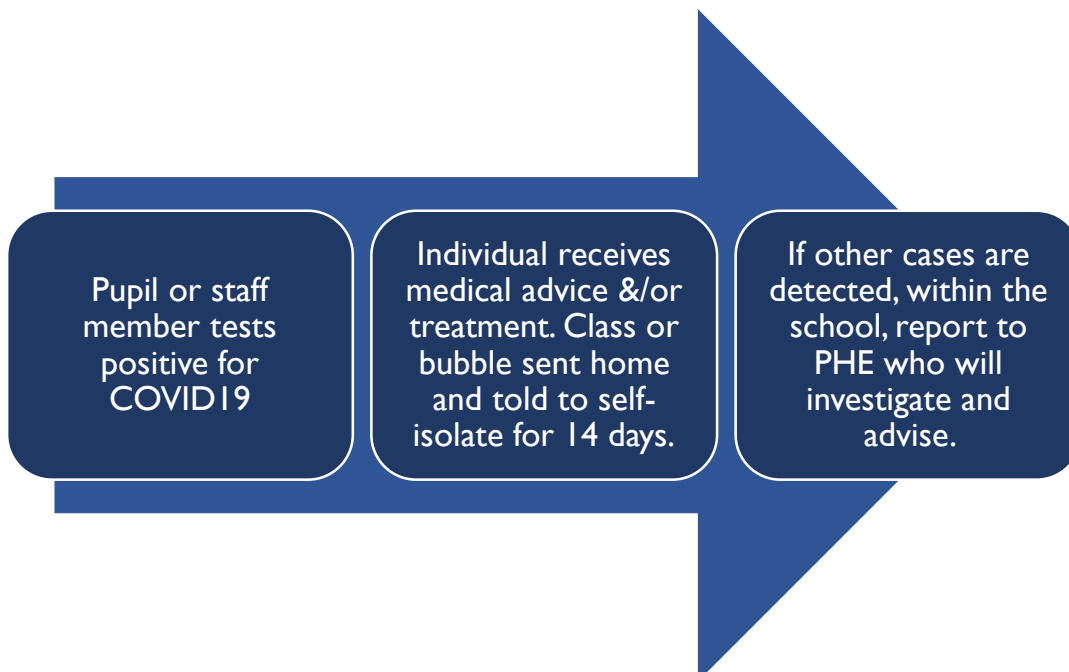 Pupil or staff
member tests
positive for
COVID19
Individual receives
medical advice &/or
treatment. Class or
bubble sent home
and told to self-
isolate for 14 days.
If other cases are
detected, within the
school, report to
PHE who will
investigate and
advise.